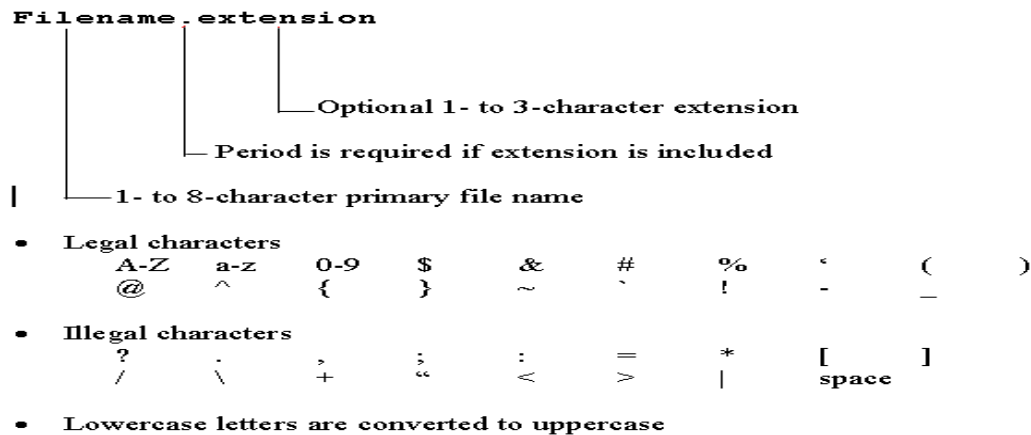 Filename.extension
Optional 1- to 3-character extension
Period is required if extension is included
1- to 8-character primary file name
• Legal characters
A-Z a-z 0-9 $ & # % ‘ ( )
@ ^ { } ~ ` ! - _
• Illegal characters
? . , ; : = * [ ]
/ \ + “ < > | space
• Lowercase letters are converted to uppercase